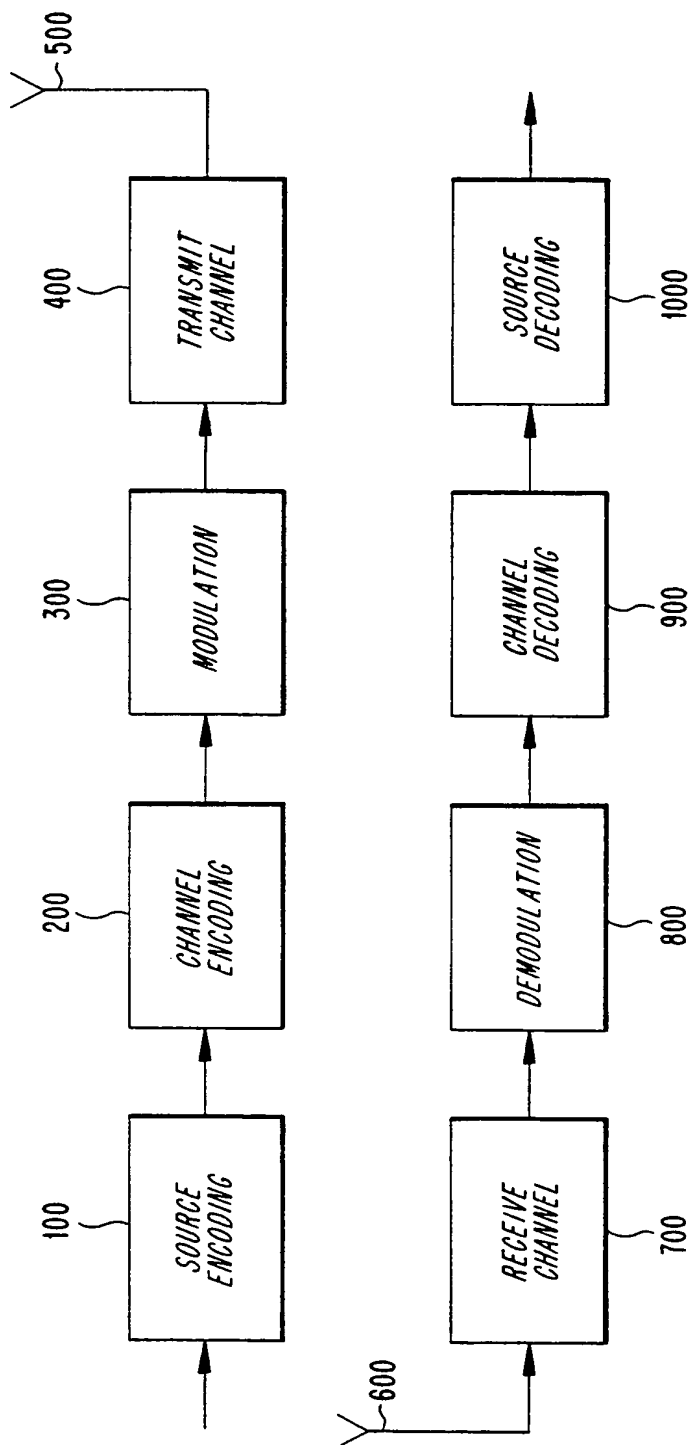 100
SOURCE
ENCODING
200
CHANNEL
ENCODING
300
MODULATION
400
TRANSMIT
CHANNEL
500
600
RECEIVE
CHANNEL
700
DEMODULATION
800
CHANNEL
DECODING
900
SOURCE
DECODING
1000